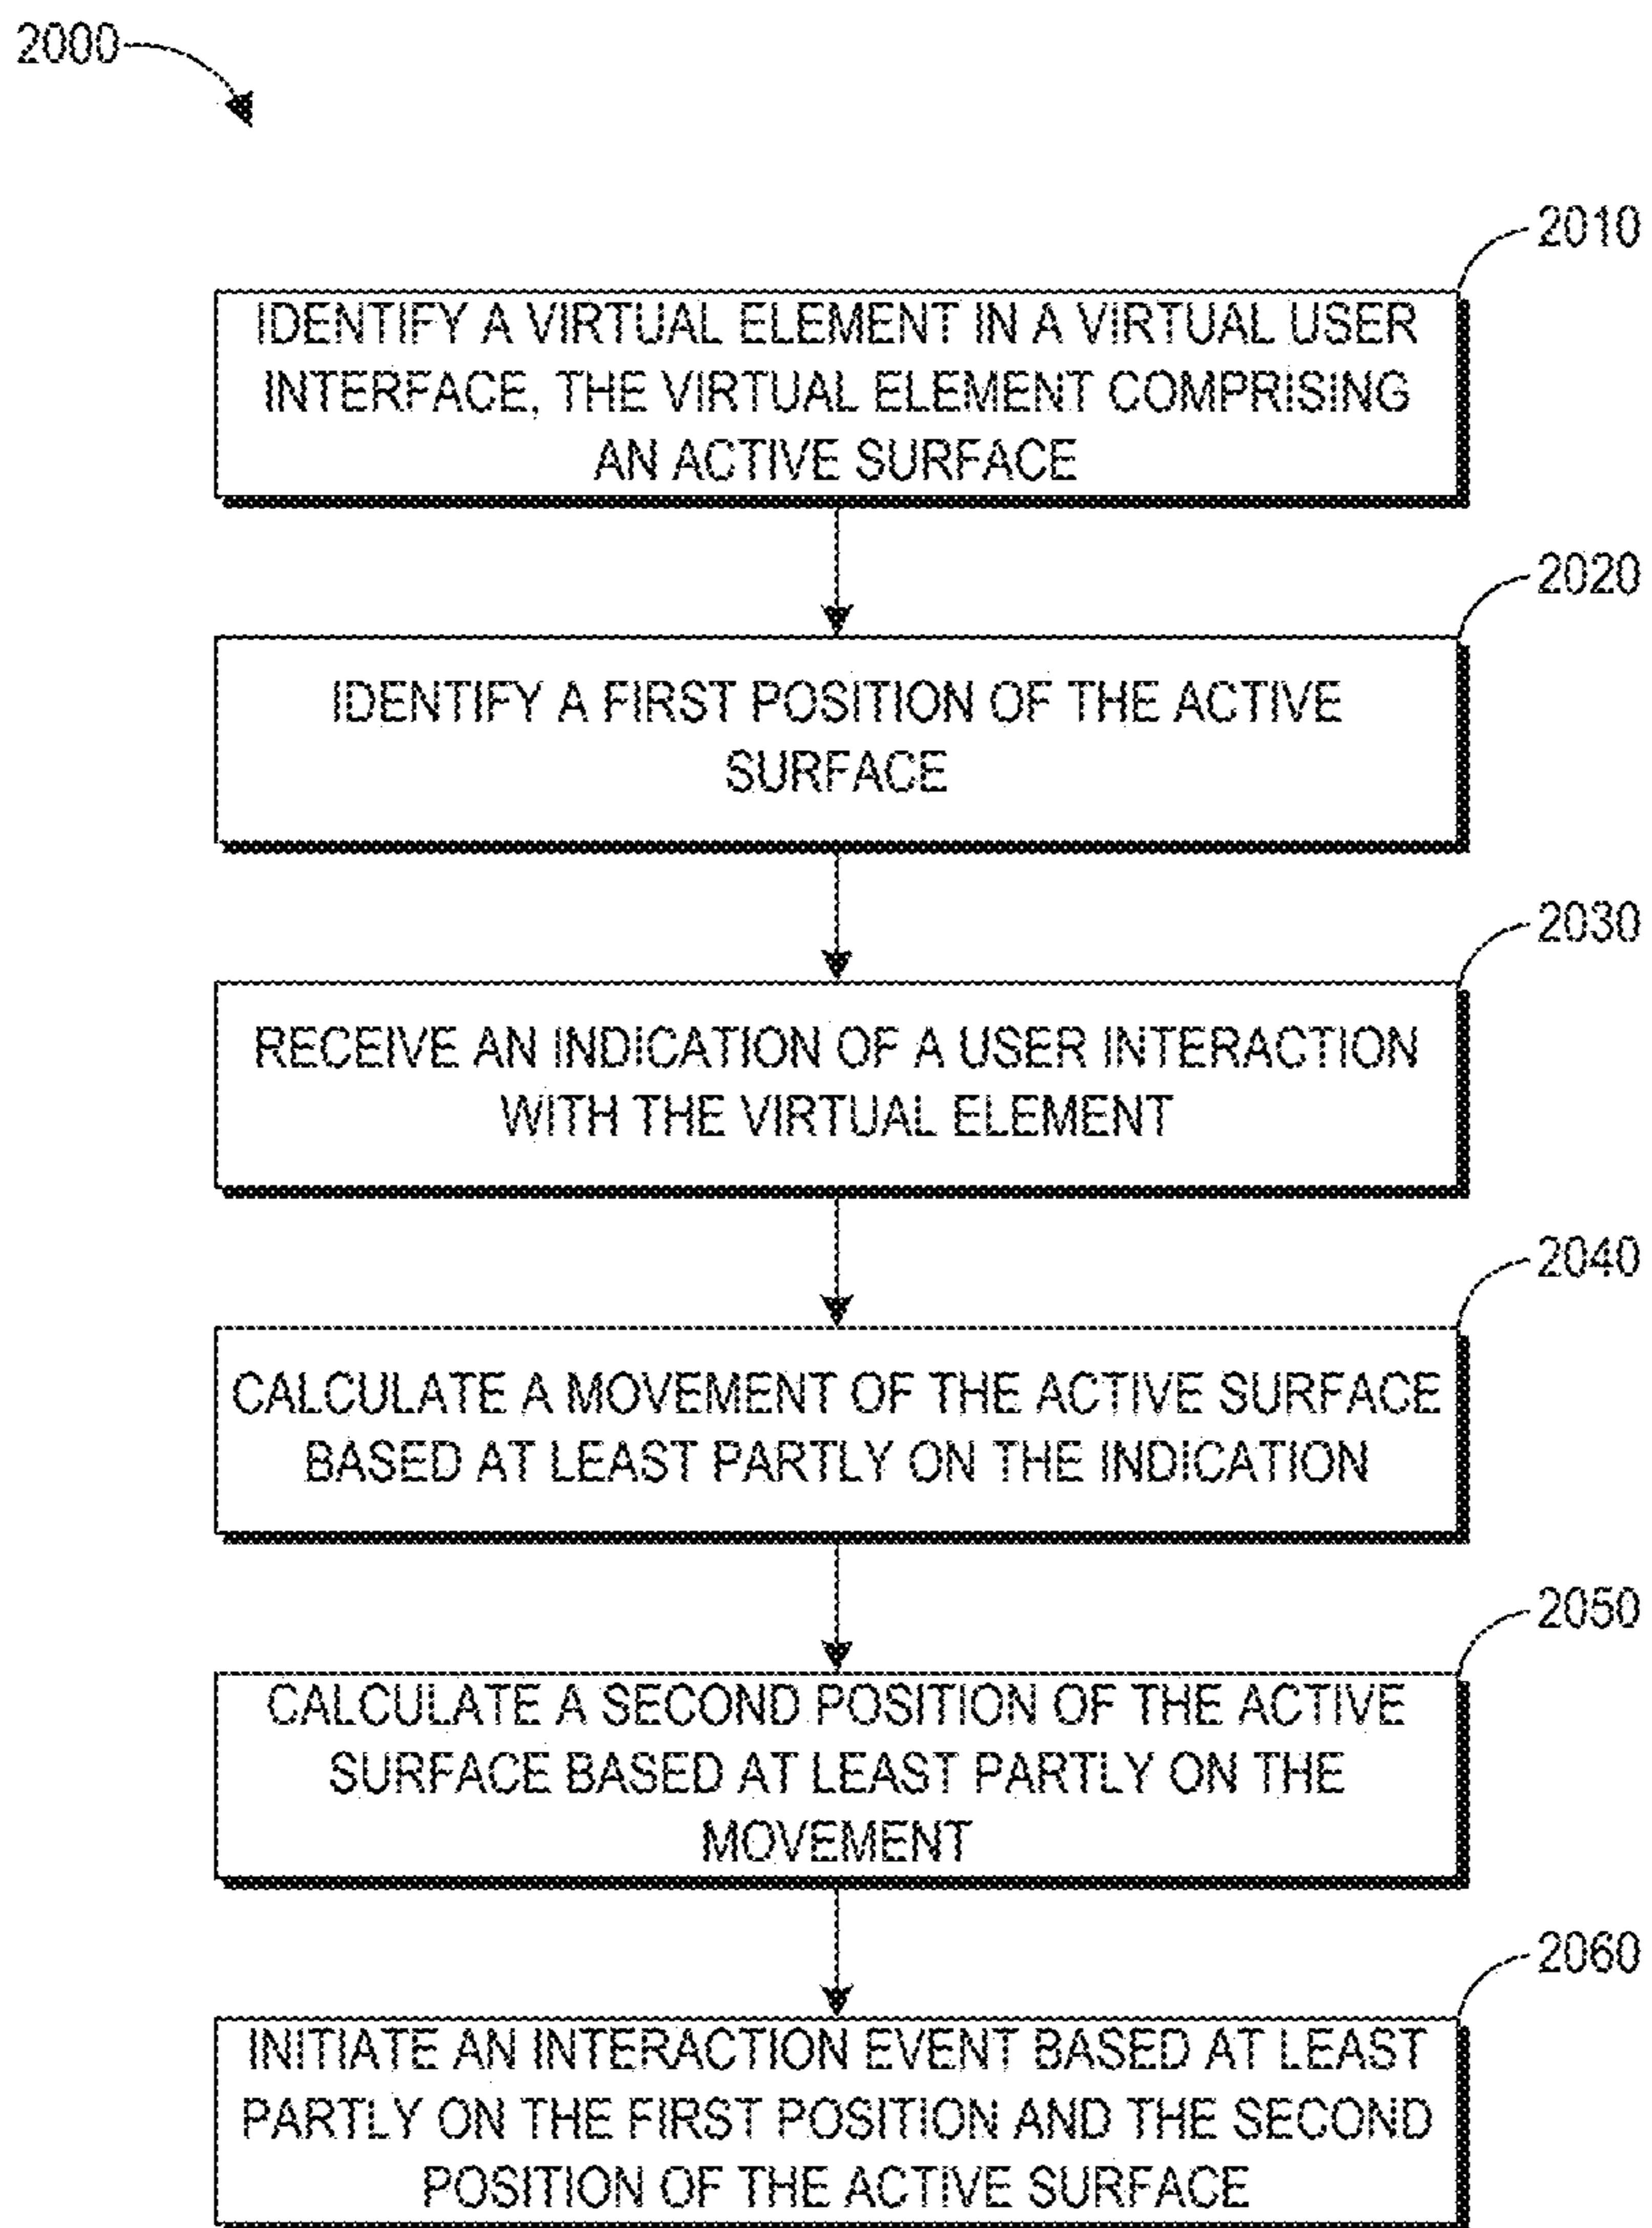 2000
2010
IDENTIFY A VIRTUAL ELEMENT IN A VIRTUAL USER
INTERFACE, THE VIRTUAL ELEMENT COMPRISING
AN ACTIVE SURFACE
2020
IDENTIFY A FIRST POSITION OF THE ACTIVE
SURFACE
2030
RECEIVE AN INDICATION OF A USER INTERACTION
WITH THE VIRTUAL ELEMENT
2040
CALCULATE A MOVEMENT OF THE ACTIVE SURFACE
BASED AT LEAST PARTLY ON THE INDICATION
2050
CALCULATE A SECOND POSITION OF THE ACTIVE
SURFACE BASED AT LEAST PARTLY ON THE
MOVEMENT
2060
INITIATE AN INTERACTION EVENT BASED AT LEAST
PARTLY ON THE FIRST POSITION AND THE SECOND
POSITION OF THE ACTIVE SURFACE